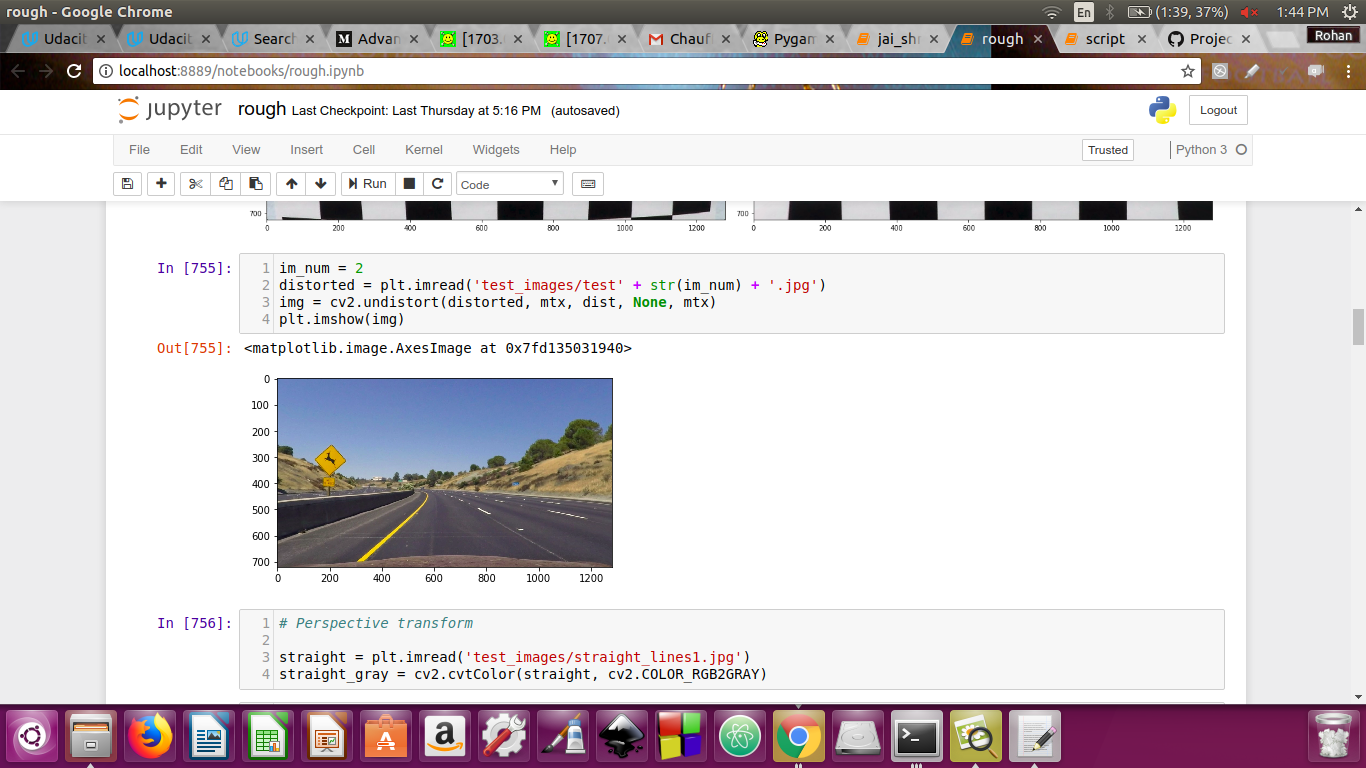 rough - Google Chrome
En (1:39, 37%) 1:44 PM
Udacit Udacit Search Advan [1703. [1707. Chauf Pygam jai_sh rough script Projec Rohan
localhost:8889/notebooks/rough.ipynb
jupyter rough Last Checkpoint: Last Thursday at 5:16 PM (autosaved) Logout
File Edit View Insert Cell Kernel Widgets Help Trusted Python 3
Run Code
700 700
0 200 400 600 800 1000 1200 0 200 400 600 800 1000 1200
In [755]:
1 im_num = 2
2 distorted = plt.imread('test_images/test' + str(im_num) + '.jpg')
3 img = cv2.undistort(distorted, mtx, dist, None, mtx)
4 plt.imshow(img)
Out[755]: <matplotlib.image.AxesImage at 0x7fd135031940>
0
100
200
300
400
500
600
700
0 200 400 600 800 1000 1200
In [756]:
1 # Perspective transform
2
3 straight = plt.imread('test_images/straight_lines1.jpg')
4 straight_gray = cv2.cvtColor(straight, cv2.COLOR_RGB2GRAY)